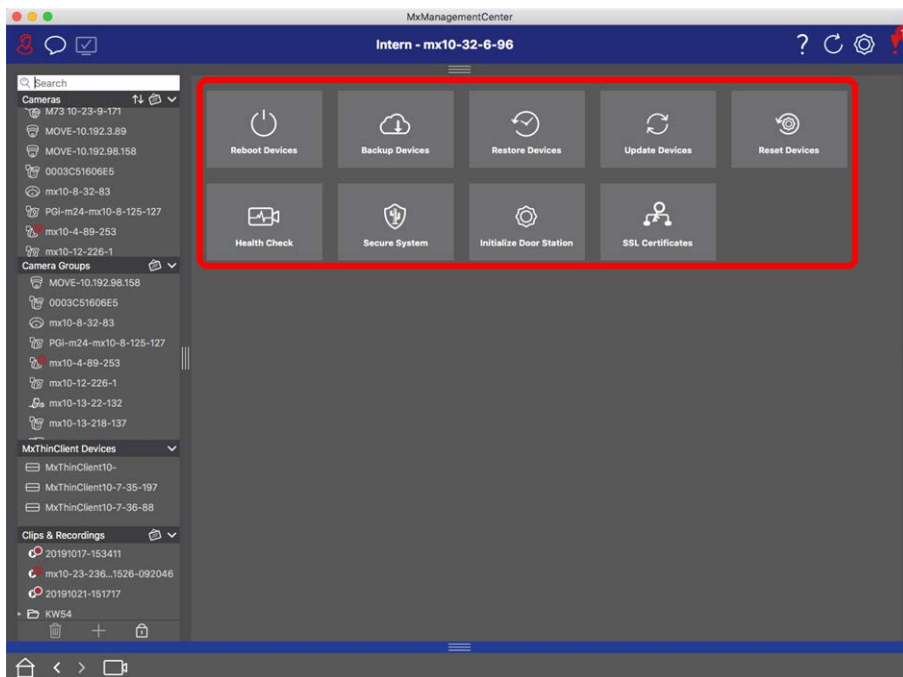 MxManagementCenter
Intern - mx10-32-6-96
Search
Cameras
M73 10-23-9-171
MOVE-10.192.3.89
MOVE-10.192.98.158
0003C51606E5
mx10-8-32-83
PGi-m24-mx10-8-125-127
mx10-4-89-253
mx10-12-226-1
Camera Groups
MOVE-10.192.98.158
0003C51606E5
mx10-8-32-83
PGi-m24-mx10-8-125-127
mx10-4-89-253
mx10-12-226-1
mx10-13-22-132
mx10-13-218-137
MxThinClient Devices
MxThinClient10-
MxThinClient10-7-35-197
MxThinClient10-7-36-88
Clips & Recordings
20191017-153411
mx10-23-236...1526-092046
20191021-151717
KW54
Reboot Devices
Backup Devices
Restore Devices
Update Devices
Reset Devices
Health Check
Secure System
Initialize Door Station
SSL Certificates